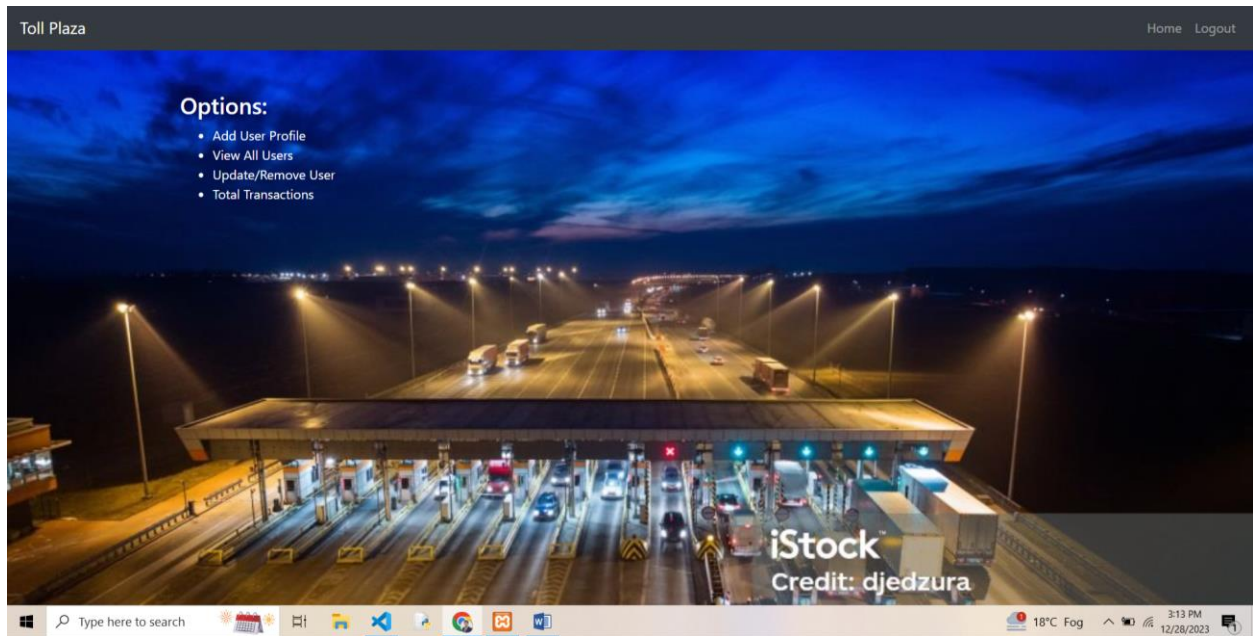 Toll Plaza
Home Logout
Options:
Add User Profile
View All Users
Update/Remove User
Total Transactions
iStock
Credit: djedzura
Type here to search
18°C Fog
3:13 PM
12/28/2023